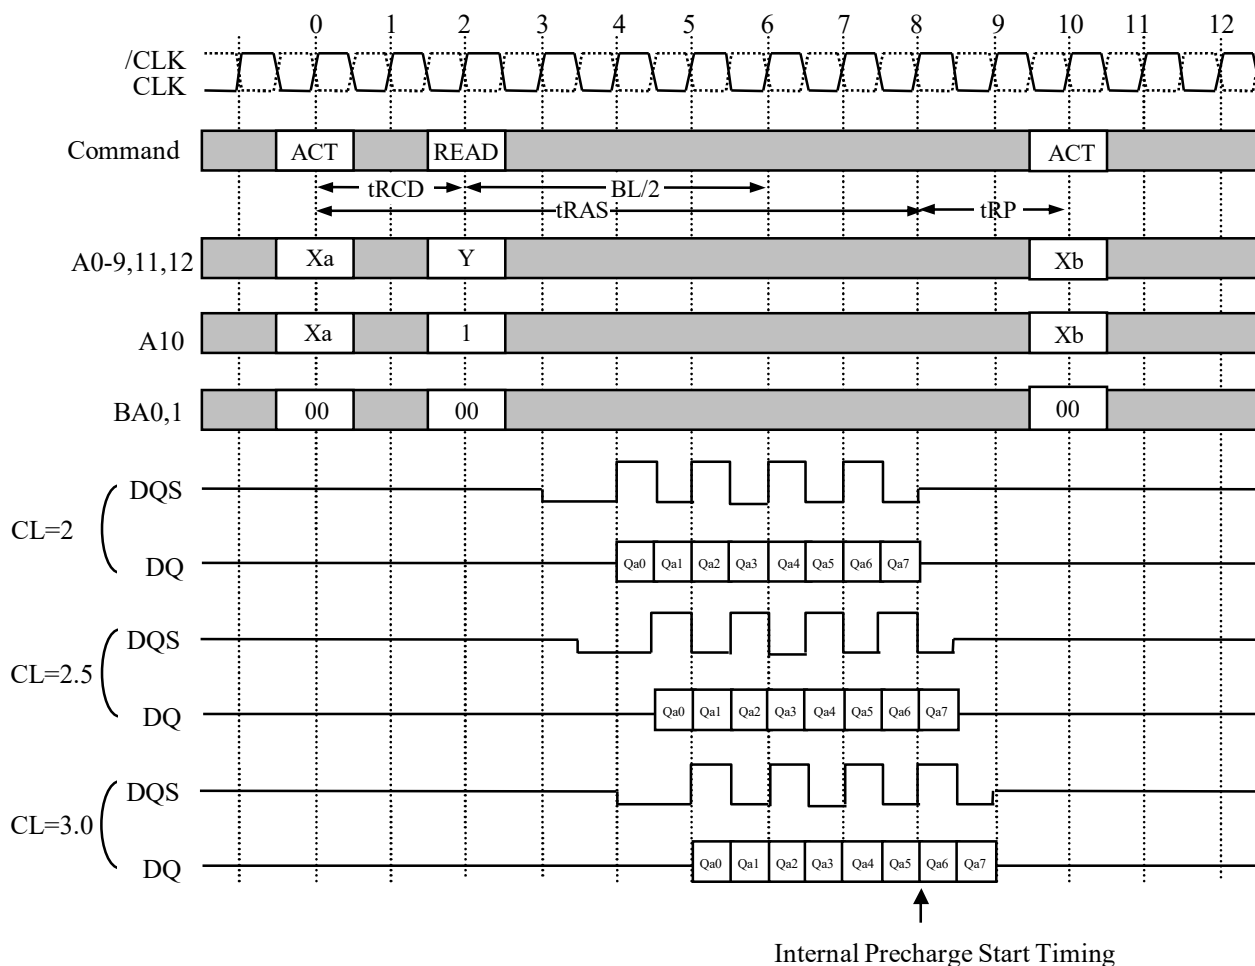 0 1 2 3 4 5 6 7 8 9 10 11 12
/CLK
CLK
Command ACT READ ACT
tRCD BL/2
tRAS tRP
A0-9,11,12 Xa Y Xb
A10 Xa 1 Xb
BA0,1 00 00 00
DQS
CL=2
DQ Qa0 Qa1 Qa2 Qa3 Qa4 Qa5 Qa6 Qa7
DQS
CL=2.5
DQ Qa0 Qa1 Qa2 Qa3 Qa4 Qa5 Qa6 Qa7
DQS
CL=3.0
DQ Qa0 Qa1 Qa2 Qa3 Qa4 Qa5 Qa6 Qa7
Internal Precharge Start Timing